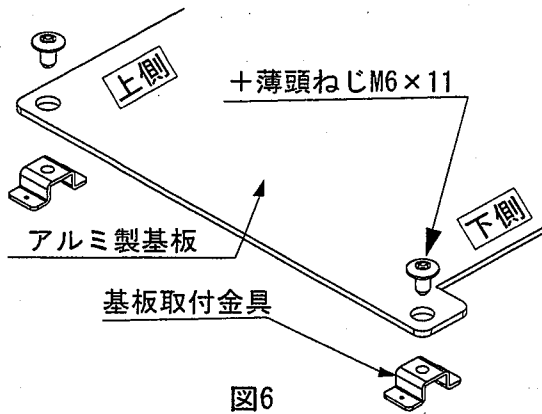 上側
+薄頭ねじM6×11
アルミ製基板
下側
基板取付金具
図6